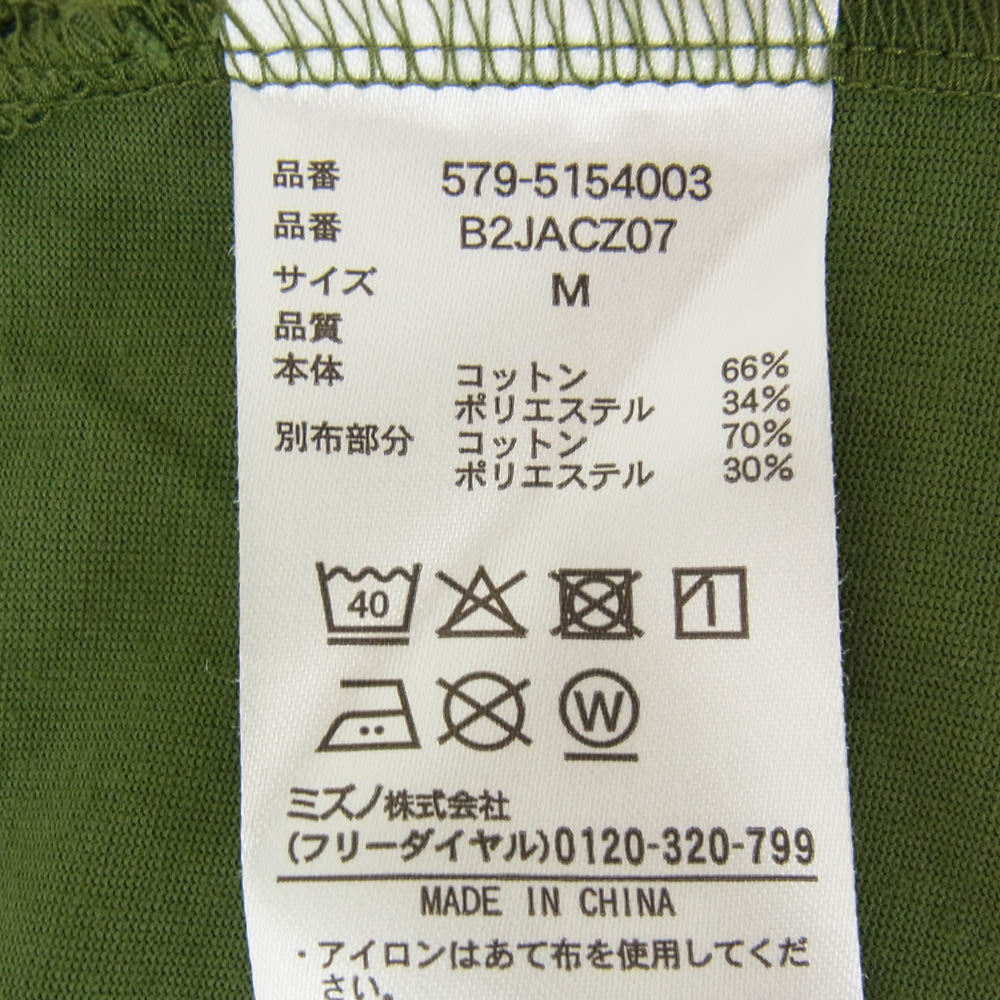 品番 579-5154003
品番 B2JACZ07
サイズ M
品質
本体 コットン 66%
ポリエステル 34%
別布部分 コットン 70%
ポリエステル 30%
40
W
ミズノ株式会社
(フリーダイヤル)0120-320-799
MADE IN CHINA
・アイロンはあて布を使用してくだ
さい。